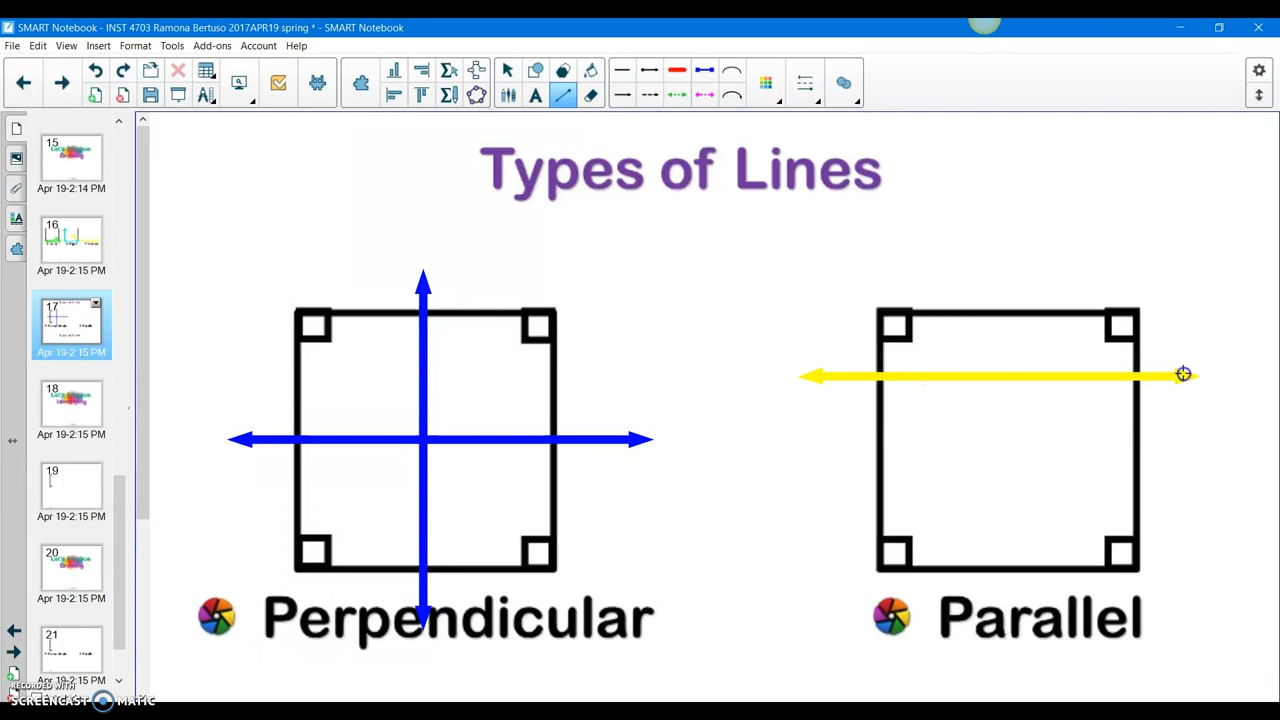 SMART Notebook - INST 4703 Ramona Bertuso 2017APR19 spring * - SMART Notebook
File Edit View Insert Format Tools Add-ons Account Help
15
Apr 19-2:14 PM
16
Apr 19-2:15 PM
17
Apr 19-2:15 PM
18
Apr 19-2:15 PM
19
Apr 19-2:15 PM
20
Apr 19-2:15 PM
21
Apr 19-2:15 PM
Types of Lines
Perpendicular
Parallel
RECORDED WITH
SCREENCAST MATIC